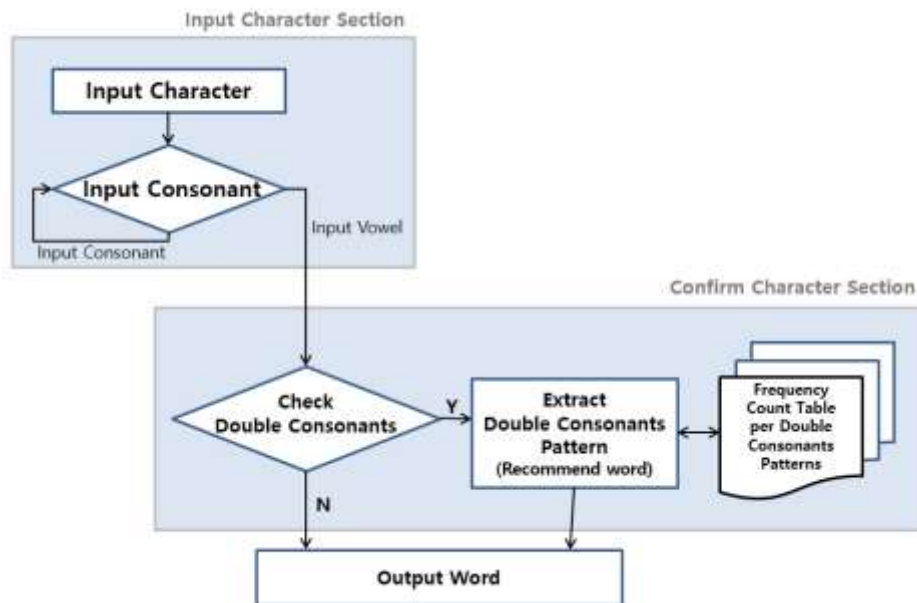 Input Character Section
Input Character
Input Consonant
Input Vowel
Input Consonant
Confirm Character Section
Check
Double Consonants
Y
N
Extract
Double Consonants
Pattern
(Recommend word)
Frequency
Count Table
per Double
Consonants
Patterns
Output Word